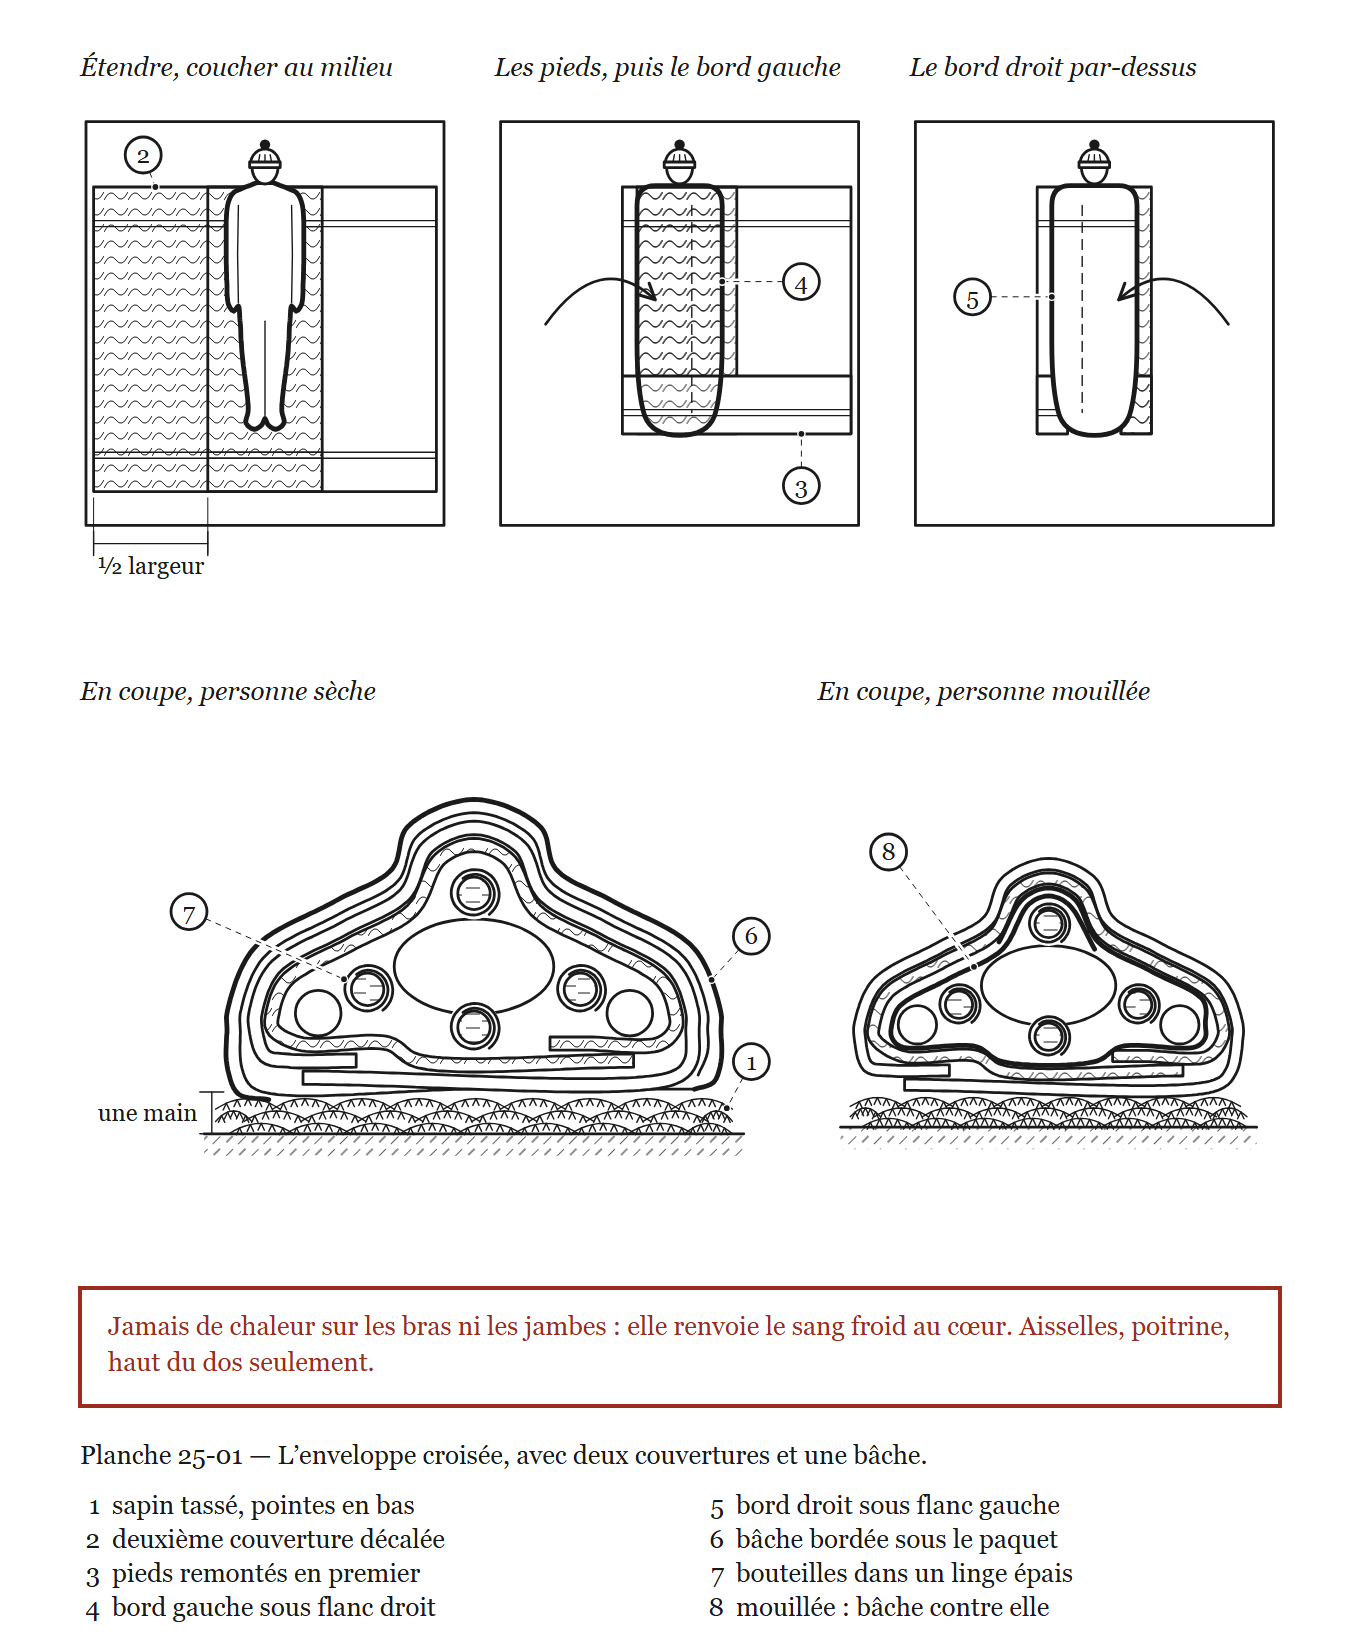 Étendre, coucher au milieu
Les pieds, puis le bord gauche
Le bord droit par-dessus
2
4
5
3
½ largeur
En coupe, personne sèche
En coupe, personne mouillée
8
7
6
1
une main
Jamais de chaleur sur les bras ni les jambes : elle renvoie le sang froid au cœur. Aisselles, poitrine,
haut du dos seulement.
Planche 25-01 — L’enveloppe croisée, avec deux couvertures et une bâche.
1 sapin tassé, pointes en bas
2 deuxième couverture décalée
3 pieds remontés en premier
4 bord gauche sous flanc droit
5 bord droit sous flanc gauche
6 bâche bordée sous le paquet
7 bouteilles dans un linge épais
8 mouillée : bâche contre elle